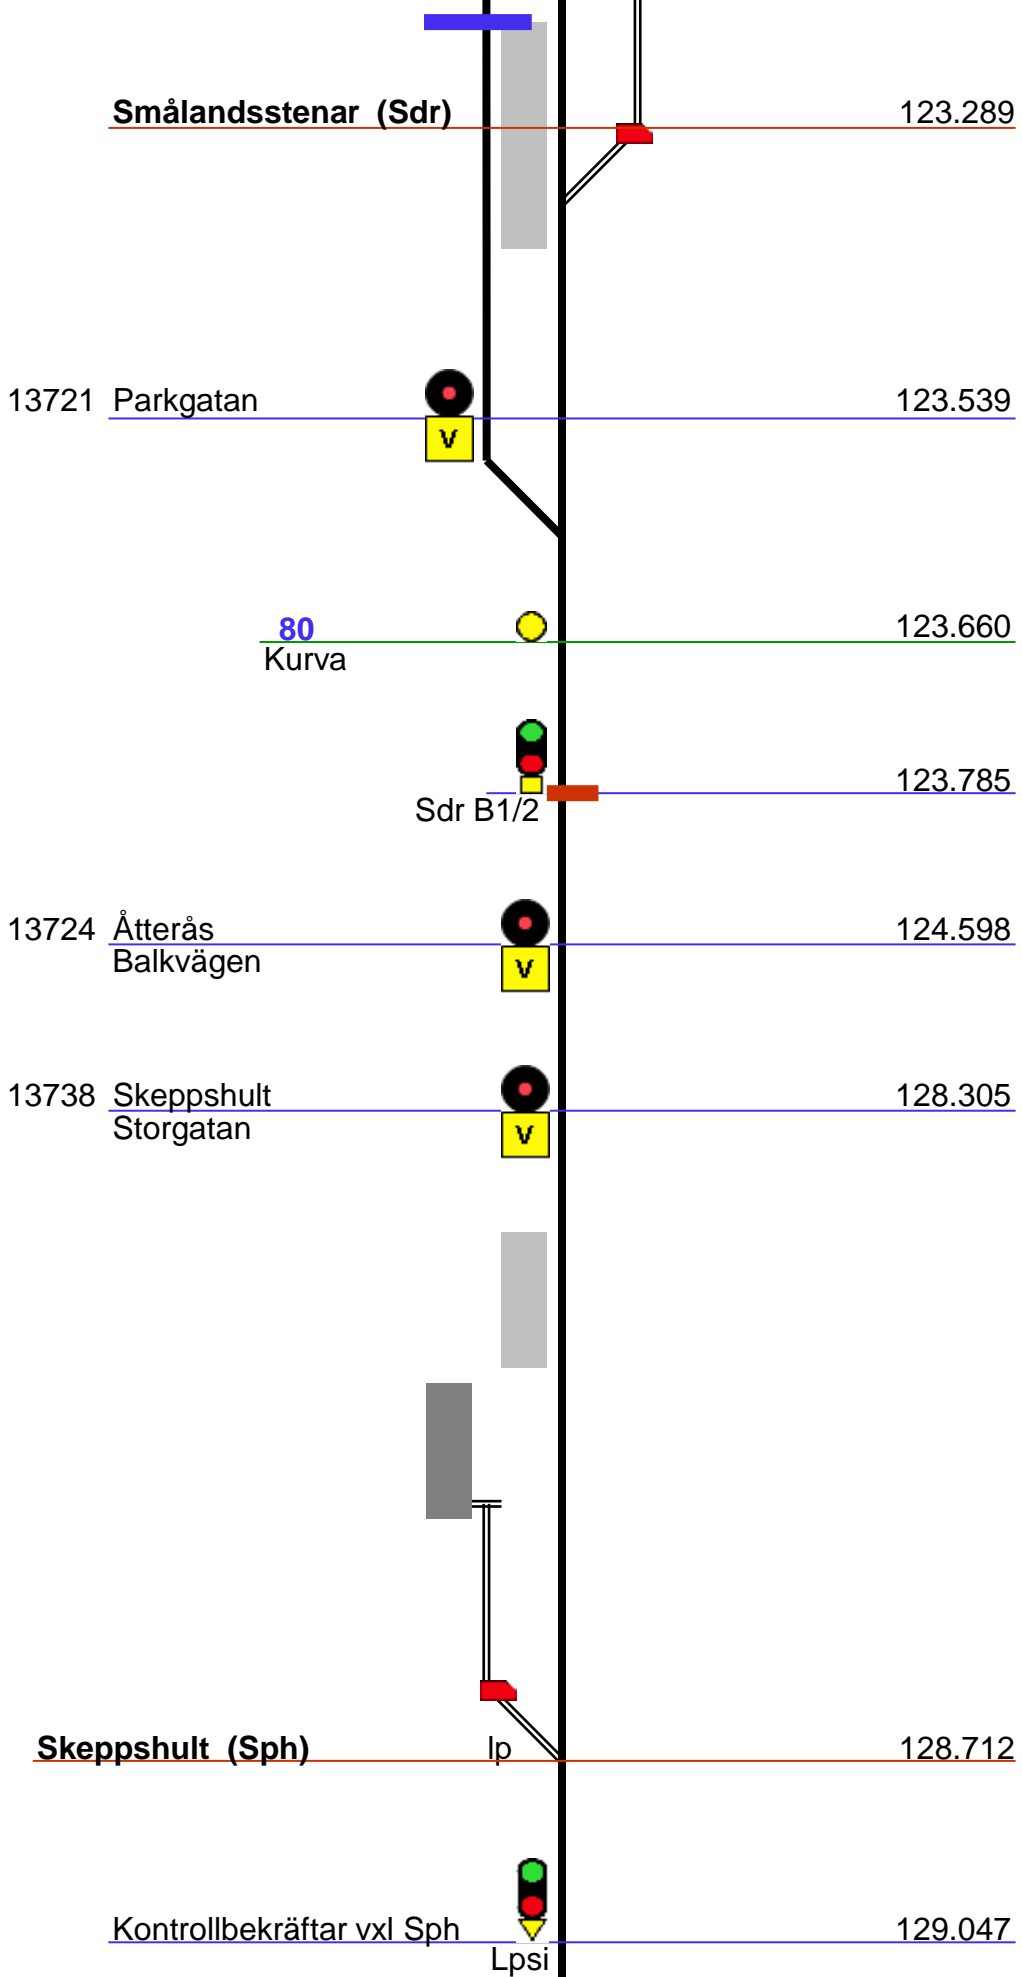 Smålandsstenar (Sdr) 123.289
13721 Parkgatan 123.539
V
80 123.660
Kurva
123.785
Sdr B1/2
13724 Åtterås 124.598
Balkvägen
V
13738 Skeppshult 128.305
Storgatan
V
Skeppshult (Sph) lp 128.712
Kontrollbekräftar vxl Sph 129.047
Lpsi